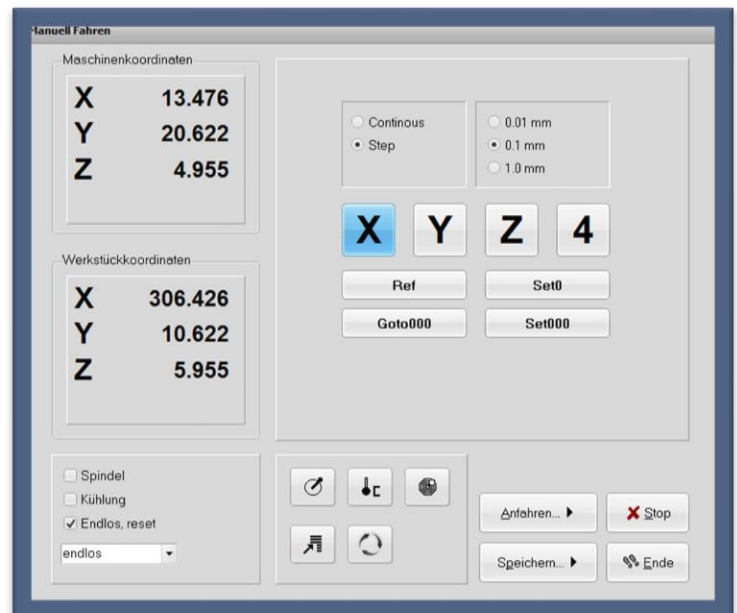 Manuell Fahren
Maschinenkoordinaten
X 13.476
Y 20.622
Z 4.955
Continous
Step
0.01 mm
0.1 mm
1.0 mm
X Y Z 4
Ref Set0
Goto000 Set000
Werkstückkoordinaten
X 306.426
Y 10.622
Z 5.955
Spindel
Kühlung
Endlos, reset
endlos
Anfahren...
Stop
Speichern...
Ende